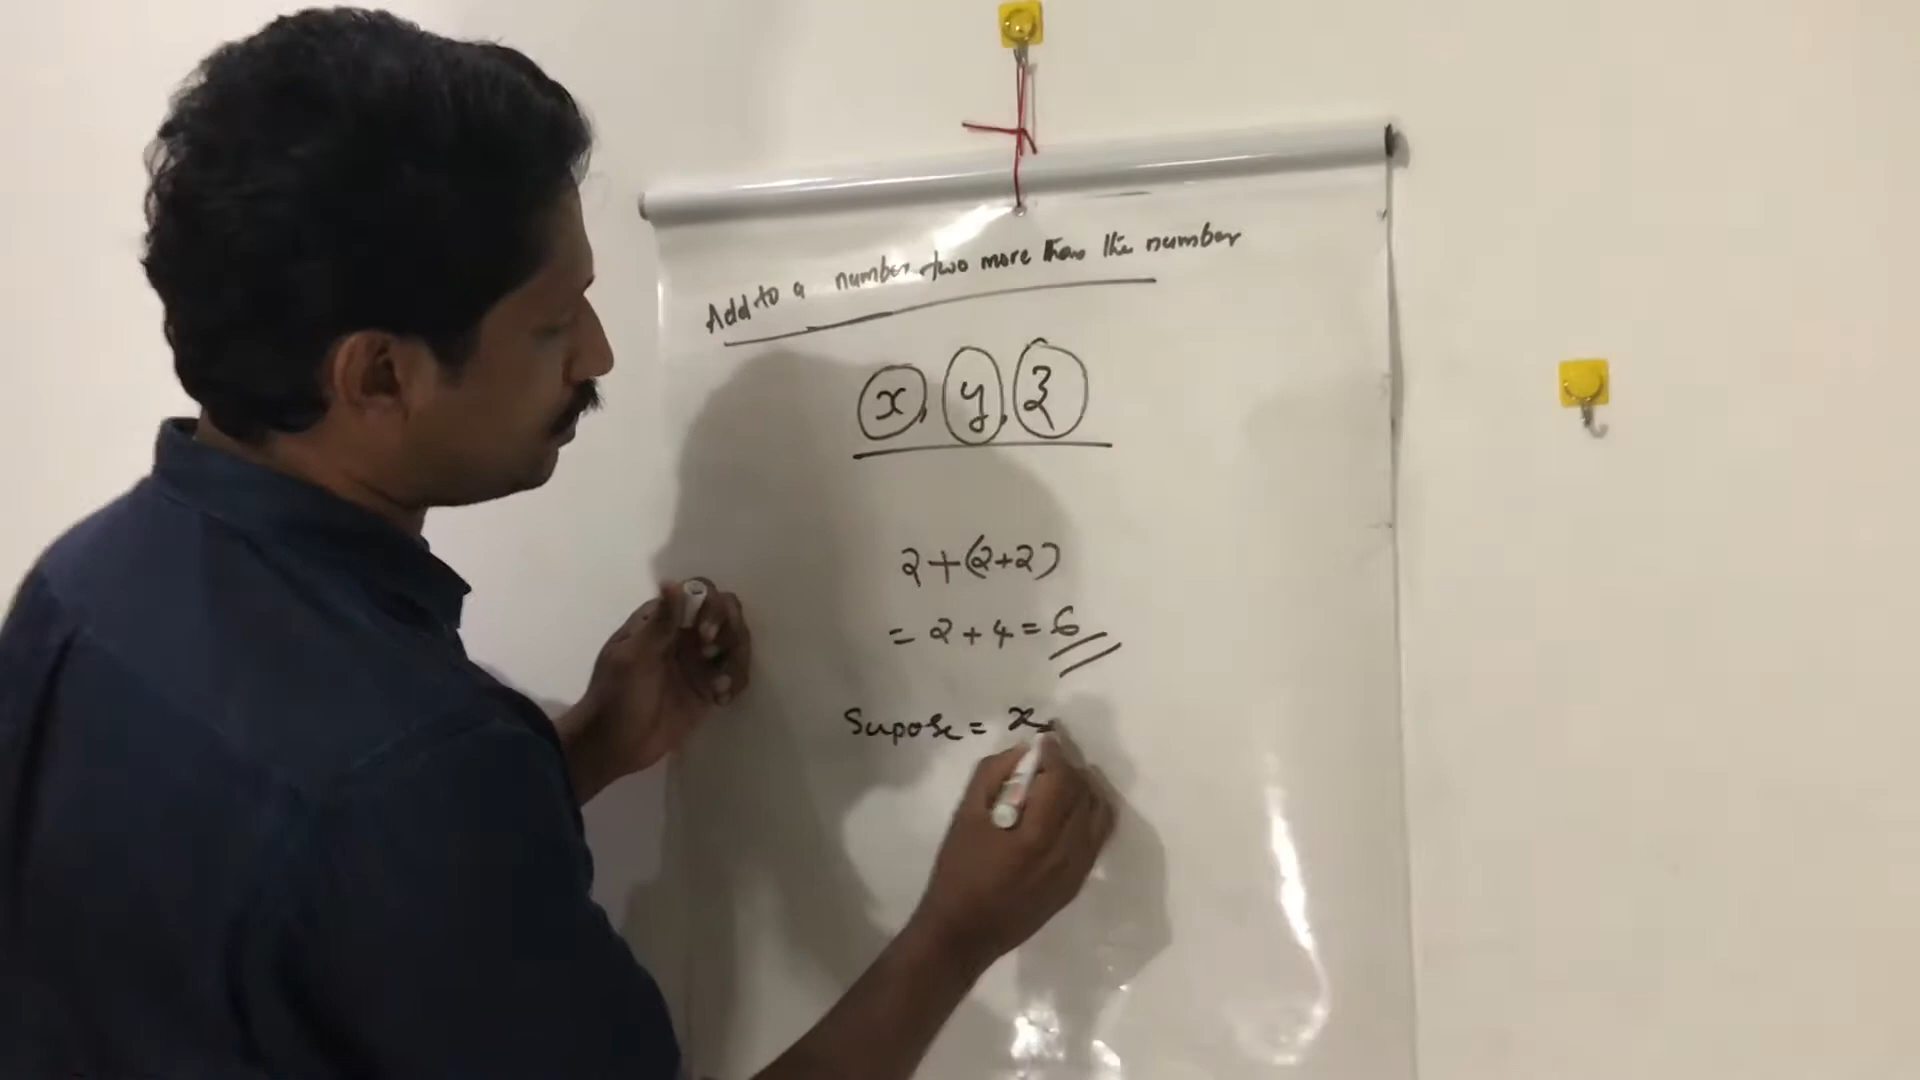 Add to a number two more than the number
x, y, z
2+(2+2)
= 2+4=6
Supose = x